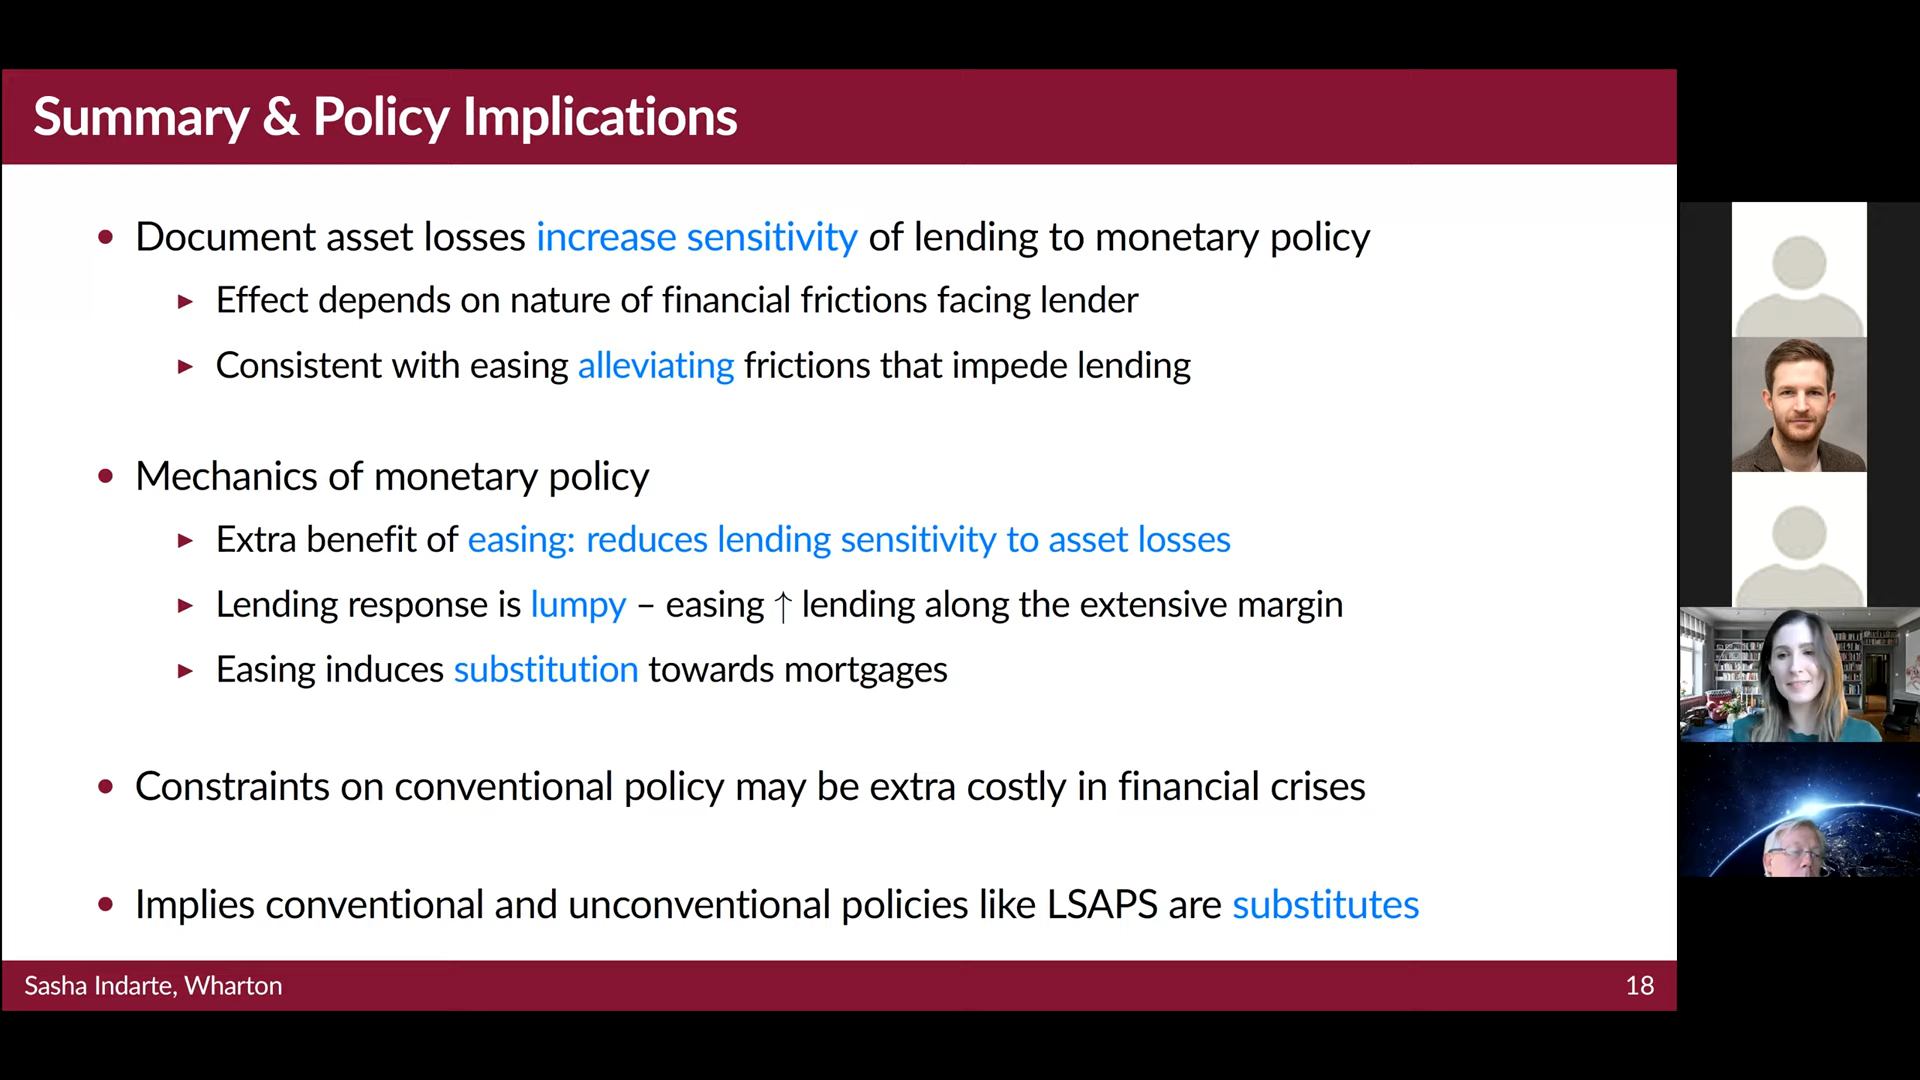 Summary & Policy Implications
• Document asset losses increase sensitivity of lending to monetary policy
▶ Effect depends on nature of financial frictions facing lender
▶ Consistent with easing alleviating frictions that impede lending
• Mechanics of monetary policy
▶ Extra benefit of easing: reduces lending sensitivity to asset losses
▶ Lending response is lumpy – easing ↑ lending along the extensive margin
▶ Easing induces substitution towards mortgages
• Constraints on conventional policy may be extra costly in financial crises
• Implies conventional and unconventional policies like LSAPS are substitutes
Sasha Indarte, Wharton
18